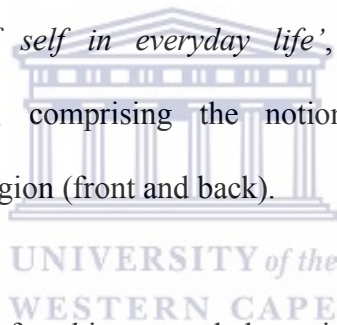 self in everyday life’,
comprising the notion
gion (front and back).
UNIVERSITY of the
WESTERN CAPE